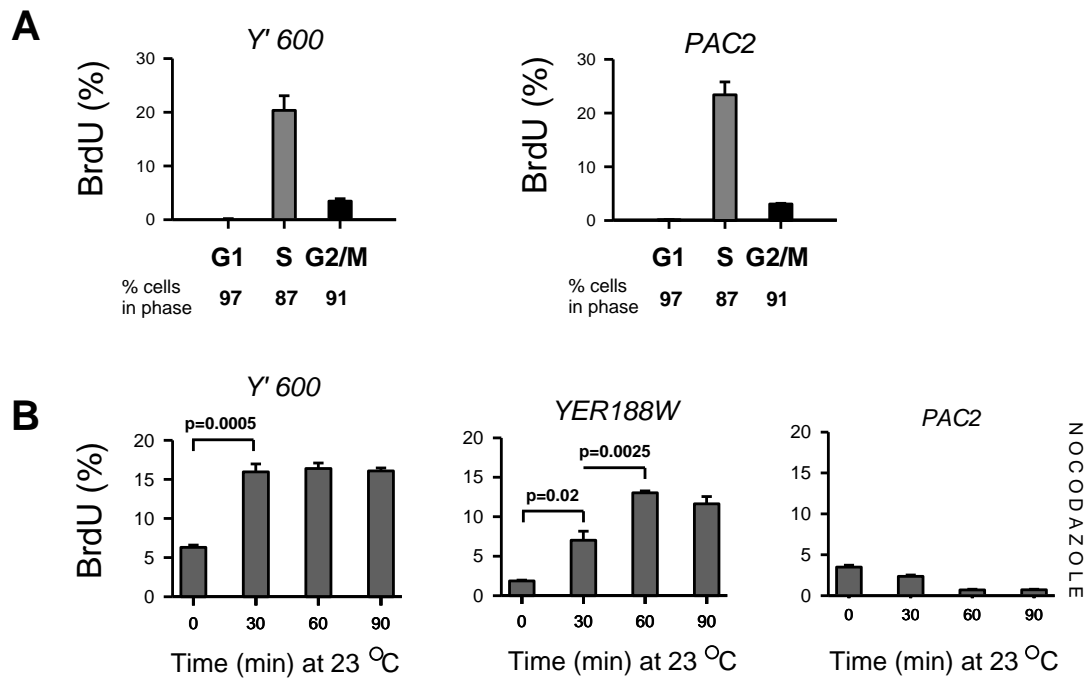 A
Y' 600
BrdU (%)
30
20
10
0
G1 S G2/M
% cells
in phase
97 87 91
PAC2
BrdU (%)
30
20
10
0
G1 S G2/M
% cells
in phase
97 87 91
B
Y' 600
p=0.0005
BrdU (%)
20
15
10
5
0
0 30 60 90
Time (min) at 23 °C
YER188W
p=0.0025
p=0.02
20
15
10
5
0
0 30 60 90
Time (min) at 23 °C
PAC2
20
15
10
5
0
0 30 60 90
Time (min) at 23 °C
NOCODAZOLE